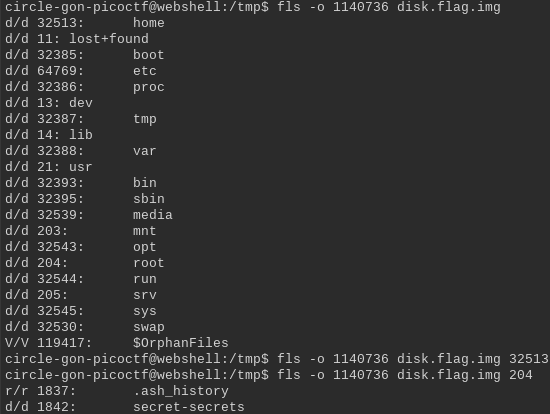 circle-gon-picoctf@webshell:/tmp$ fls -o 1140736 disk.flag.img
d/d 32513:      home
d/d 11: lost+found
d/d 32385:      boot
d/d 64769:      etc
d/d 32386:      proc
d/d 13: dev
d/d 32387:      tmp
d/d 14: lib
d/d 32388:      var
d/d 21: usr
d/d 32393:      bin
d/d 32395:      sbin
d/d 32539:      media
d/d 203:        mnt
d/d 32543:      opt
d/d 204:        root
d/d 32544:      run
d/d 205:        srv
d/d 32545:      sys
d/d 32530:      swap
V/V 119417:     $OrphanFiles
circle-gon-picoctf@webshell:/tmp$ fls -o 1140736 disk.flag.img 32513
circle-gon-picoctf@webshell:/tmp$ fls -o 1140736 disk.flag.img 204
r/r 1837:       .ash_history
d/d 1842:       secret-secrets